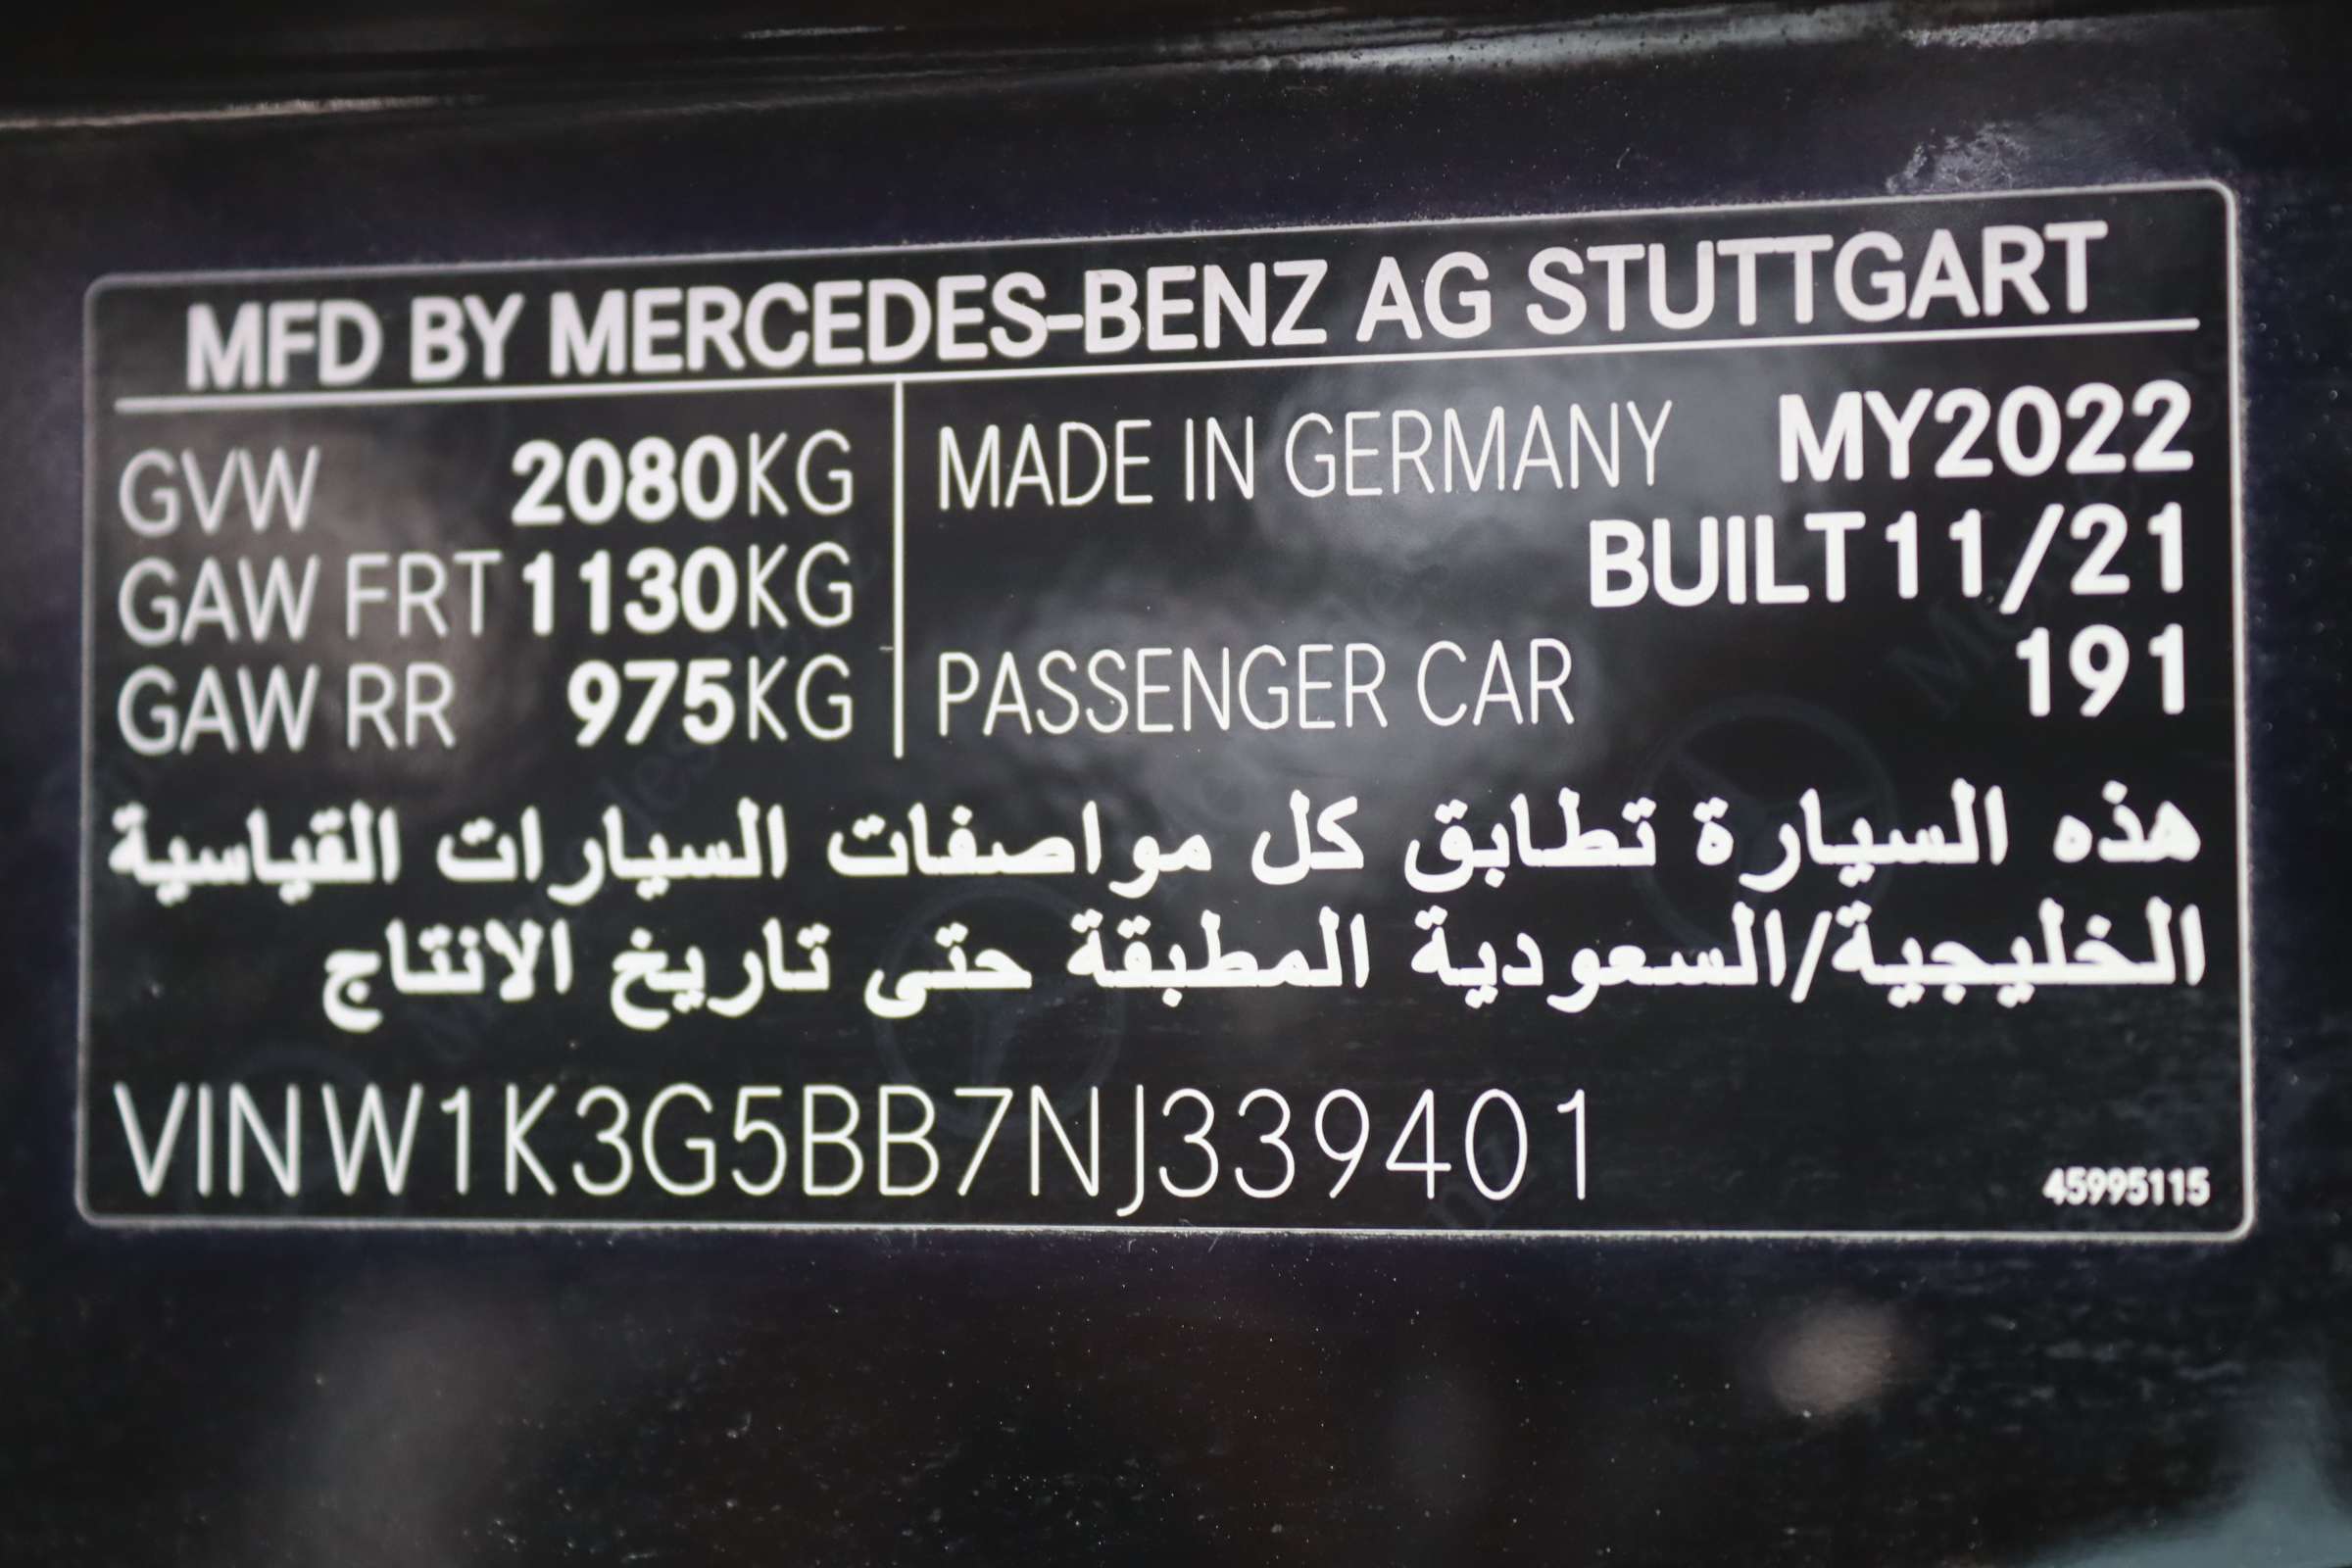 MFD BY MERCEDES-BENZ AG STUTTGART
GVW 2080KG
GAW FRT 1130KG
GAW RR 975KG
MADE IN GERMANY MY2022
BUILT 11/21
PASSENGER CAR 191
هذه السيارة تطابق كل مواصفات السيارات القياسية
الخليجية/السعودية المطبقة حتى تاريخ الانتاج
VIN W1K3G5BB7NJ339401
45995115